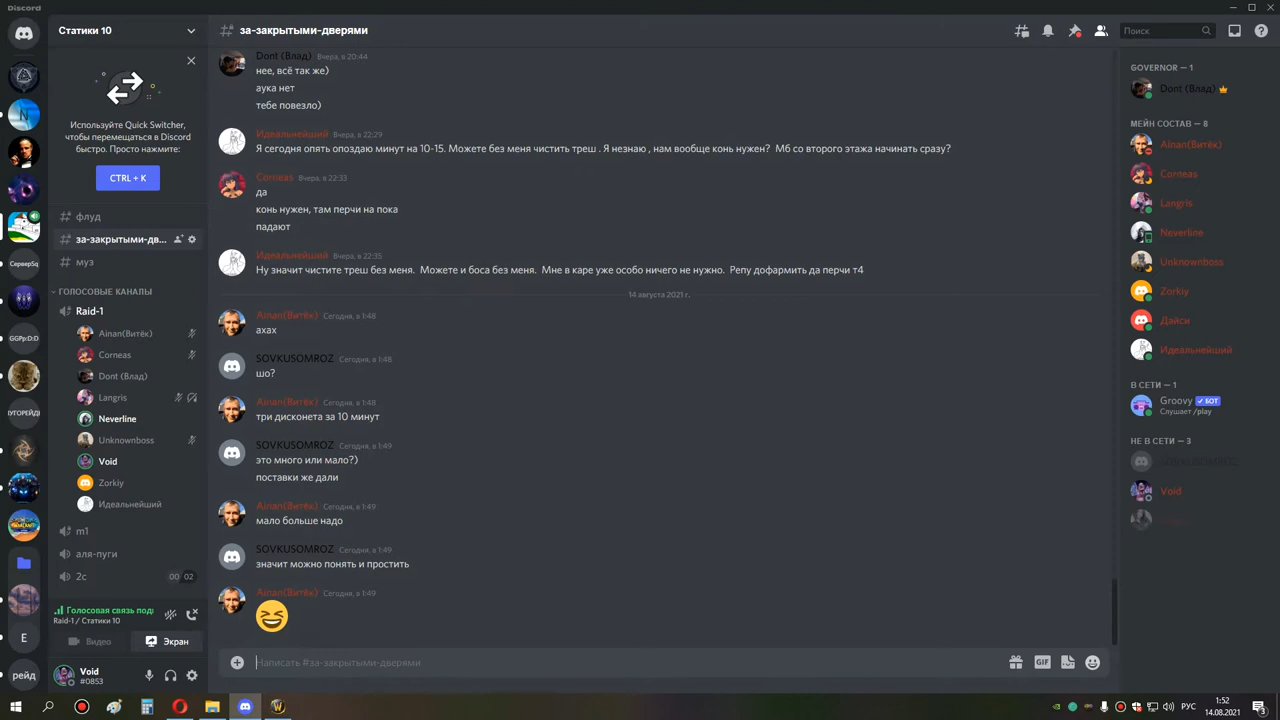 Discord
Статики 10
за-закрытыми-дверями
Поиск
Используйте Quick Switcher,
чтобы перемещаться в Discord
быстро. Просто нажмите:
CTRL + K
флуд
за-закрытыми-дв...
муз
ГОЛОСОВЫЕ КАНАЛЫ
Raid-1
Ainan(Витёк)
Corneas
Dont (Влад)
Langris
Neverline
Unknownboss
Void
Zorkiy
Идеальнейший
m1
аля-пуги
2с
00 02
Голосовая связь под
Raid-1 / Статики 10
Видео
Экран
Void
#0853
Сервер5q
GGPp:D:D
УГОРЕЙД
E
рейд
Dont (Влад) Вчера, в 20:44
нее, всё так же)
аука нет
тебе повезло)
Идеальнейший Вчера, в 22:29
Я сегодня опять опоздаю минут на 10-15. Можете без меня чистить треш . Я незнаю , нам вообще конь нужен? Мб со второго этажа начинать сразу?
Corneas Вчера, в 22:33
да
конь нужен, там перчи на пока
падают
Идеальнейший Вчера, в 22:35
Ну значит чистите треш без меня. Можете и боса без меня. Мне в каре уже особо ничего не нужно. Репу дофармить да перчи т4
14 августа 2021 г.
Ainan(Витёк) Сегодня, в 1:48
ахах
SOVKUSOMROZ Сегодня, в 1:48
шо?
Ainan(Витёк) Сегодня, в 1:48
три дисконета за 10 минут
SOVKUSOMROZ Сегодня, в 1:49
это много или мало?)
поставки же дали
Ainan(Витёк) Сегодня, в 1:49
мало больше надо
SOVKUSOMROZ Сегодня, в 1:49
значит можно понять и простить
Ainan(Витёк) Сегодня, в 1:49
Написать #за-закрытыми-дверями
GIF
GOVERNOR — 1
Dont (Влад)
МЕЙН СОСТАВ — 8
Ainan(Витёк)
Corneas
Langris
Neverline
Unknownboss
Zorkiy
Дайси
Идеальнейший
В СЕТИ — 1
Groovy БОТ
Слушает /play
НЕ В СЕТИ — 3
SOVKUSOMROZ
Void
РУС
1:52
14.08.2021
3